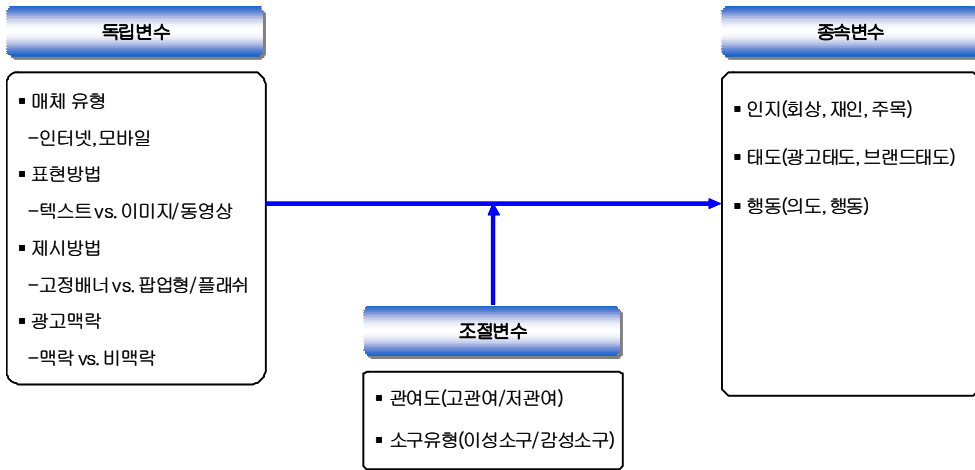 독립변수
▪ 매체 유형
–인터넷, 모바일
▪ 표현방법
–텍스트 vs. 이미지/동영상
▪ 제시방법
–고정배너 vs. 팝업형/플래쉬
▪ 광고맥락
–맥락 vs. 비맥락
조절변수
▪ 관여도(고관여/저관여)
▪ 소구유형(이성소구/감성소구)
종속변수
▪ 인지(회상, 재인, 주목)
▪ 태도(광고태도, 브랜드태도)
▪ 행동(의도, 행동)